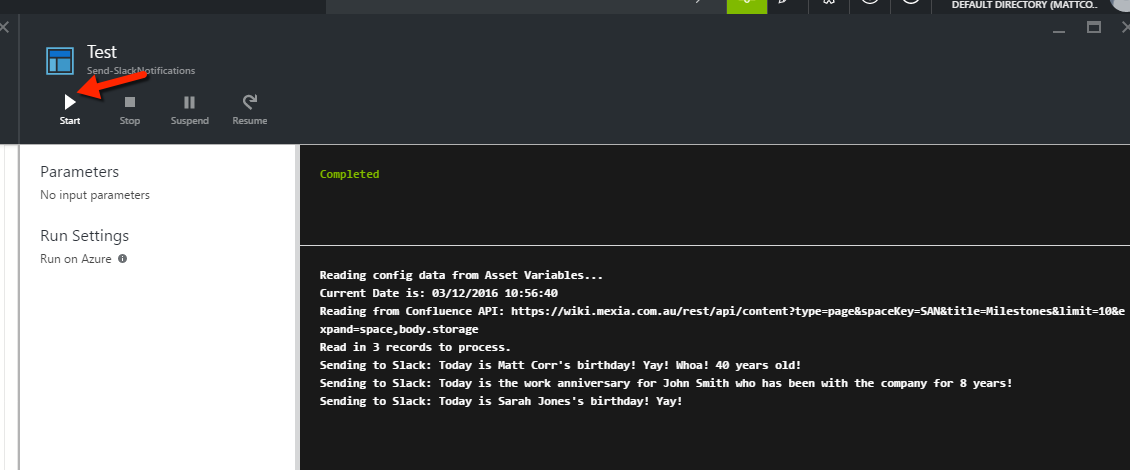 DEFAULT DIRECTORY (MATTCO..
Test
Send-SlackNotifications
Start
Stop
Suspend
Resume
Parameters
No input parameters
Run Settings
Run on Azure
Completed
Reading config data from Asset Variables...
Current Date is: 03/12/2016 10:56:40
Reading from Confluence API: https://wiki.mexia.com.au/rest/api/content?type=page&spaceKey=SAN&title=Milestones&limit=10&e
xpand=space,body.storage
Read in 3 records to process.
Sending to Slack: Today is Matt Corr's birthday! Yay! Whoa! 40 years old!
Sending to Slack: Today is the work anniversary for John Smith who has been with the company for 8 years!
Sending to Slack: Today is Sarah Jones's birthday! Yay!